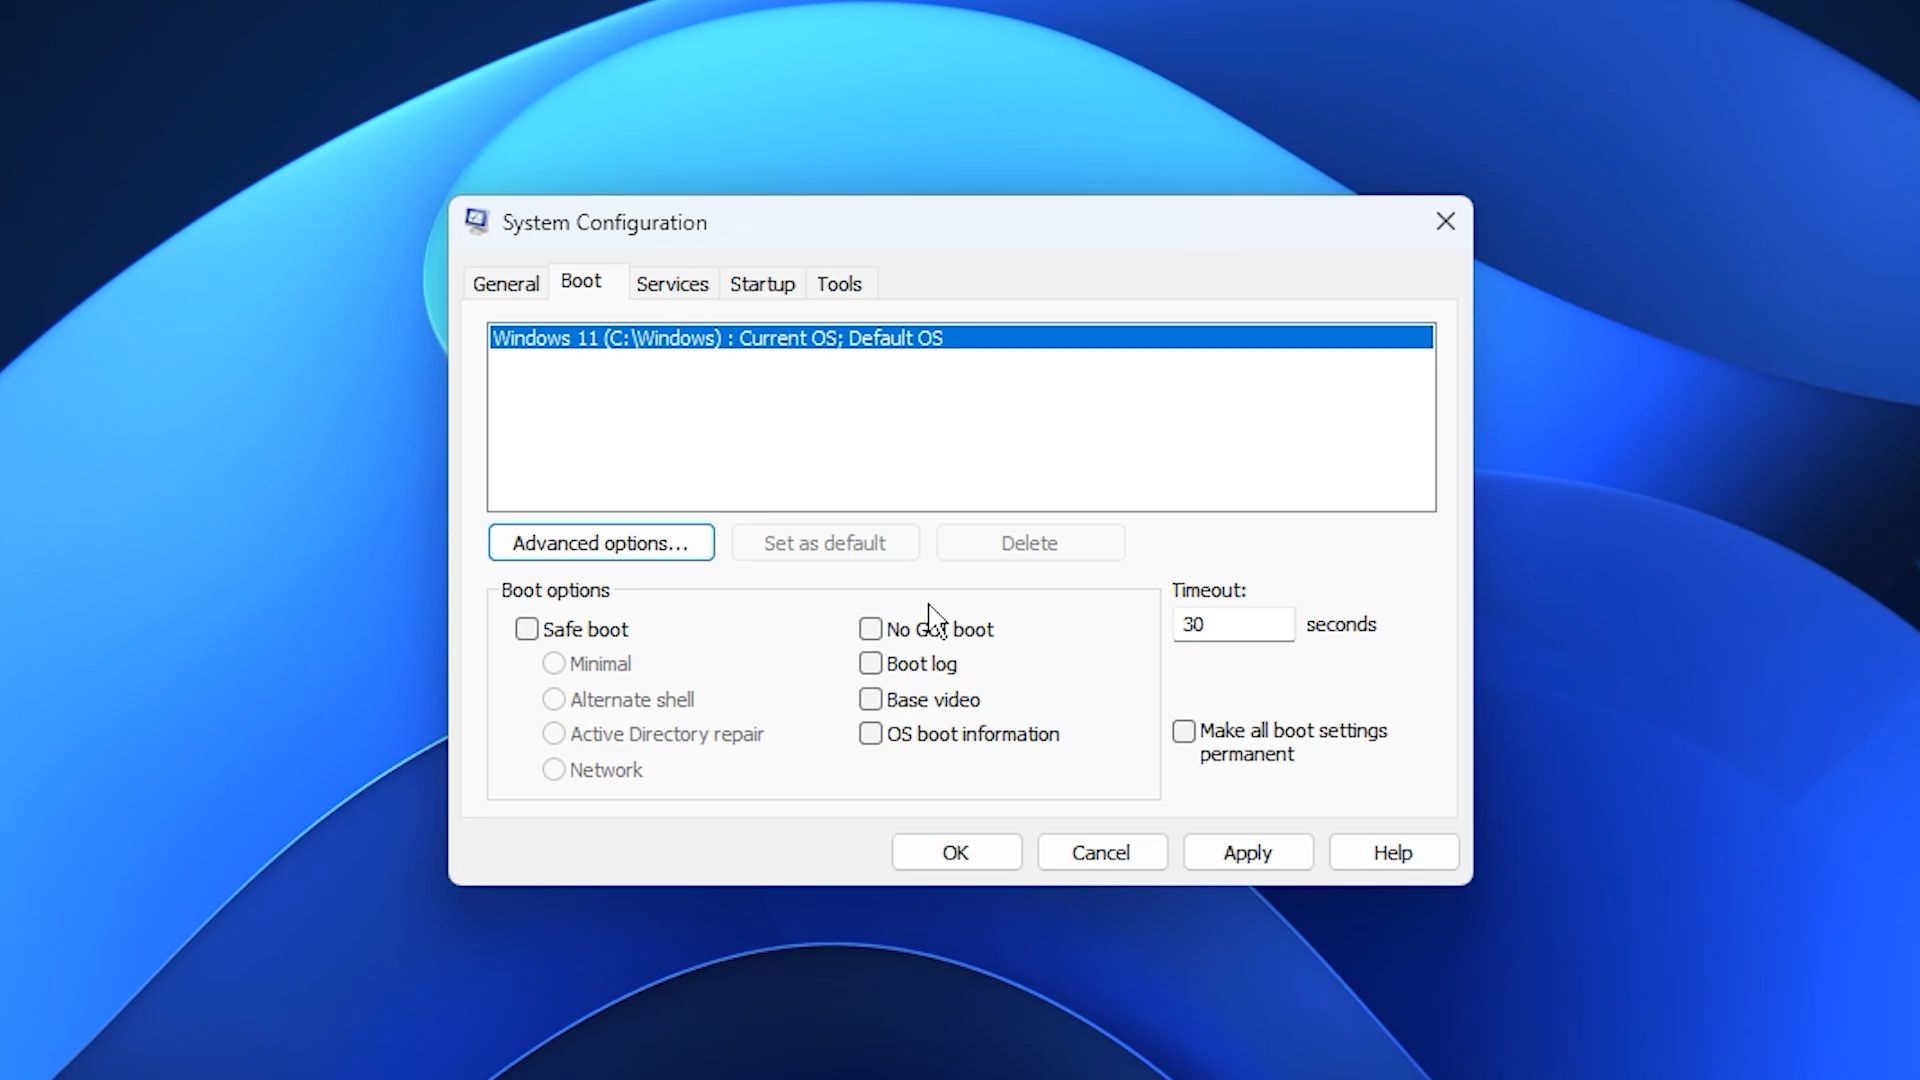 System Configuration
General Boot Services Startup Tools
Windows 11 (C:\Windows) : Current OS; Default OS
Advanced options... Set as default Delete
Boot options
Safe boot
Minimal
Alternate shell
Active Directory repair
Network
No GUI boot
Boot log
Base video
OS boot information
Timeout:
30 seconds
Make all boot settings
permanent
OK Cancel Apply Help